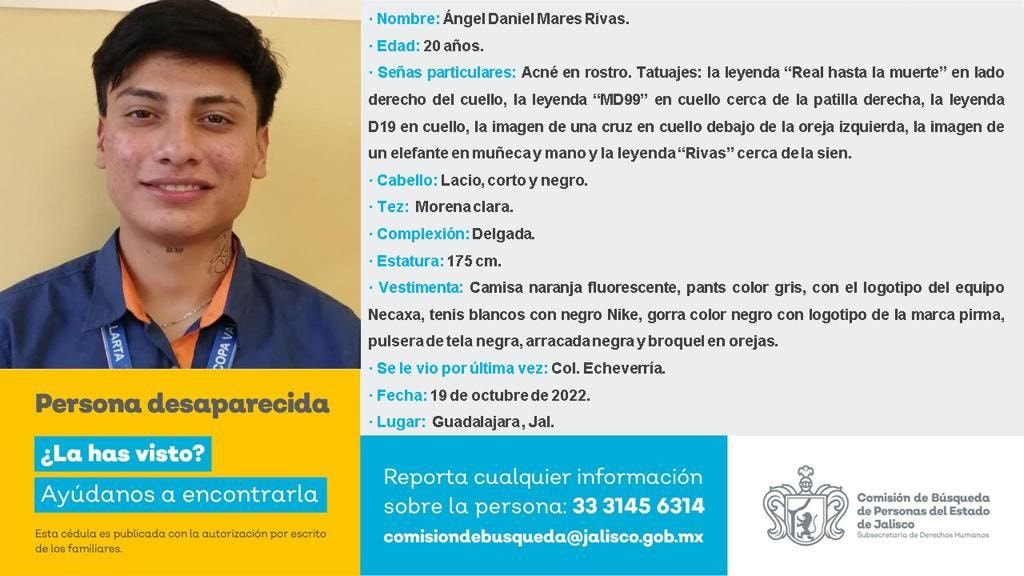 · Nombre: Ángel Daniel Mares Rivas.
· Edad: 20 años.
· Señas particulares: Acné en rostro. Tatuajes: la leyenda “Real hasta la muerte” en lado
derecho del cuello, la leyenda “MD99” en cuello cerca de la patilla derecha, la leyenda
D19 en cuello, la imagen de una cruz en cuello debajo de la oreja izquierda, la imagen de
un elefante en muñeca y mano y la leyenda “Rivas” cerca de la sien.
· Cabello: Lacio, corto y negro.
· Tez: Morena clara.
· Complexión: Delgada.
· Estatura: 175 cm.
· Vestimenta: Camisa naranja fluorescente, pants color gris, con el logotipo del equipo
Necaxa, tenis blancos con negro Nike, gorra color negro con logotipo de la marca pirma,
pulsera de tela negra, arracada negra y broquel en orejas.
· Se le vio por última vez: Col. Echeverría.
· Fecha: 19 de octubre de 2022.
· Lugar: Guadalajara, Jal.
LARTA
COPA VA
Persona desaparecida
¿La has visto?
Ayúdanos a encontrarla
Esta cédula es publicada con la autorización por escrito
de los familiares.
Reporta cualquier información
sobre la persona: 33 3145 6314
comisiondebusqueda@jalisco.gob.mx
Comisión de Búsqueda
de Personas del Estado
de Jalisco
Subsecretaría de Derechos Humanos